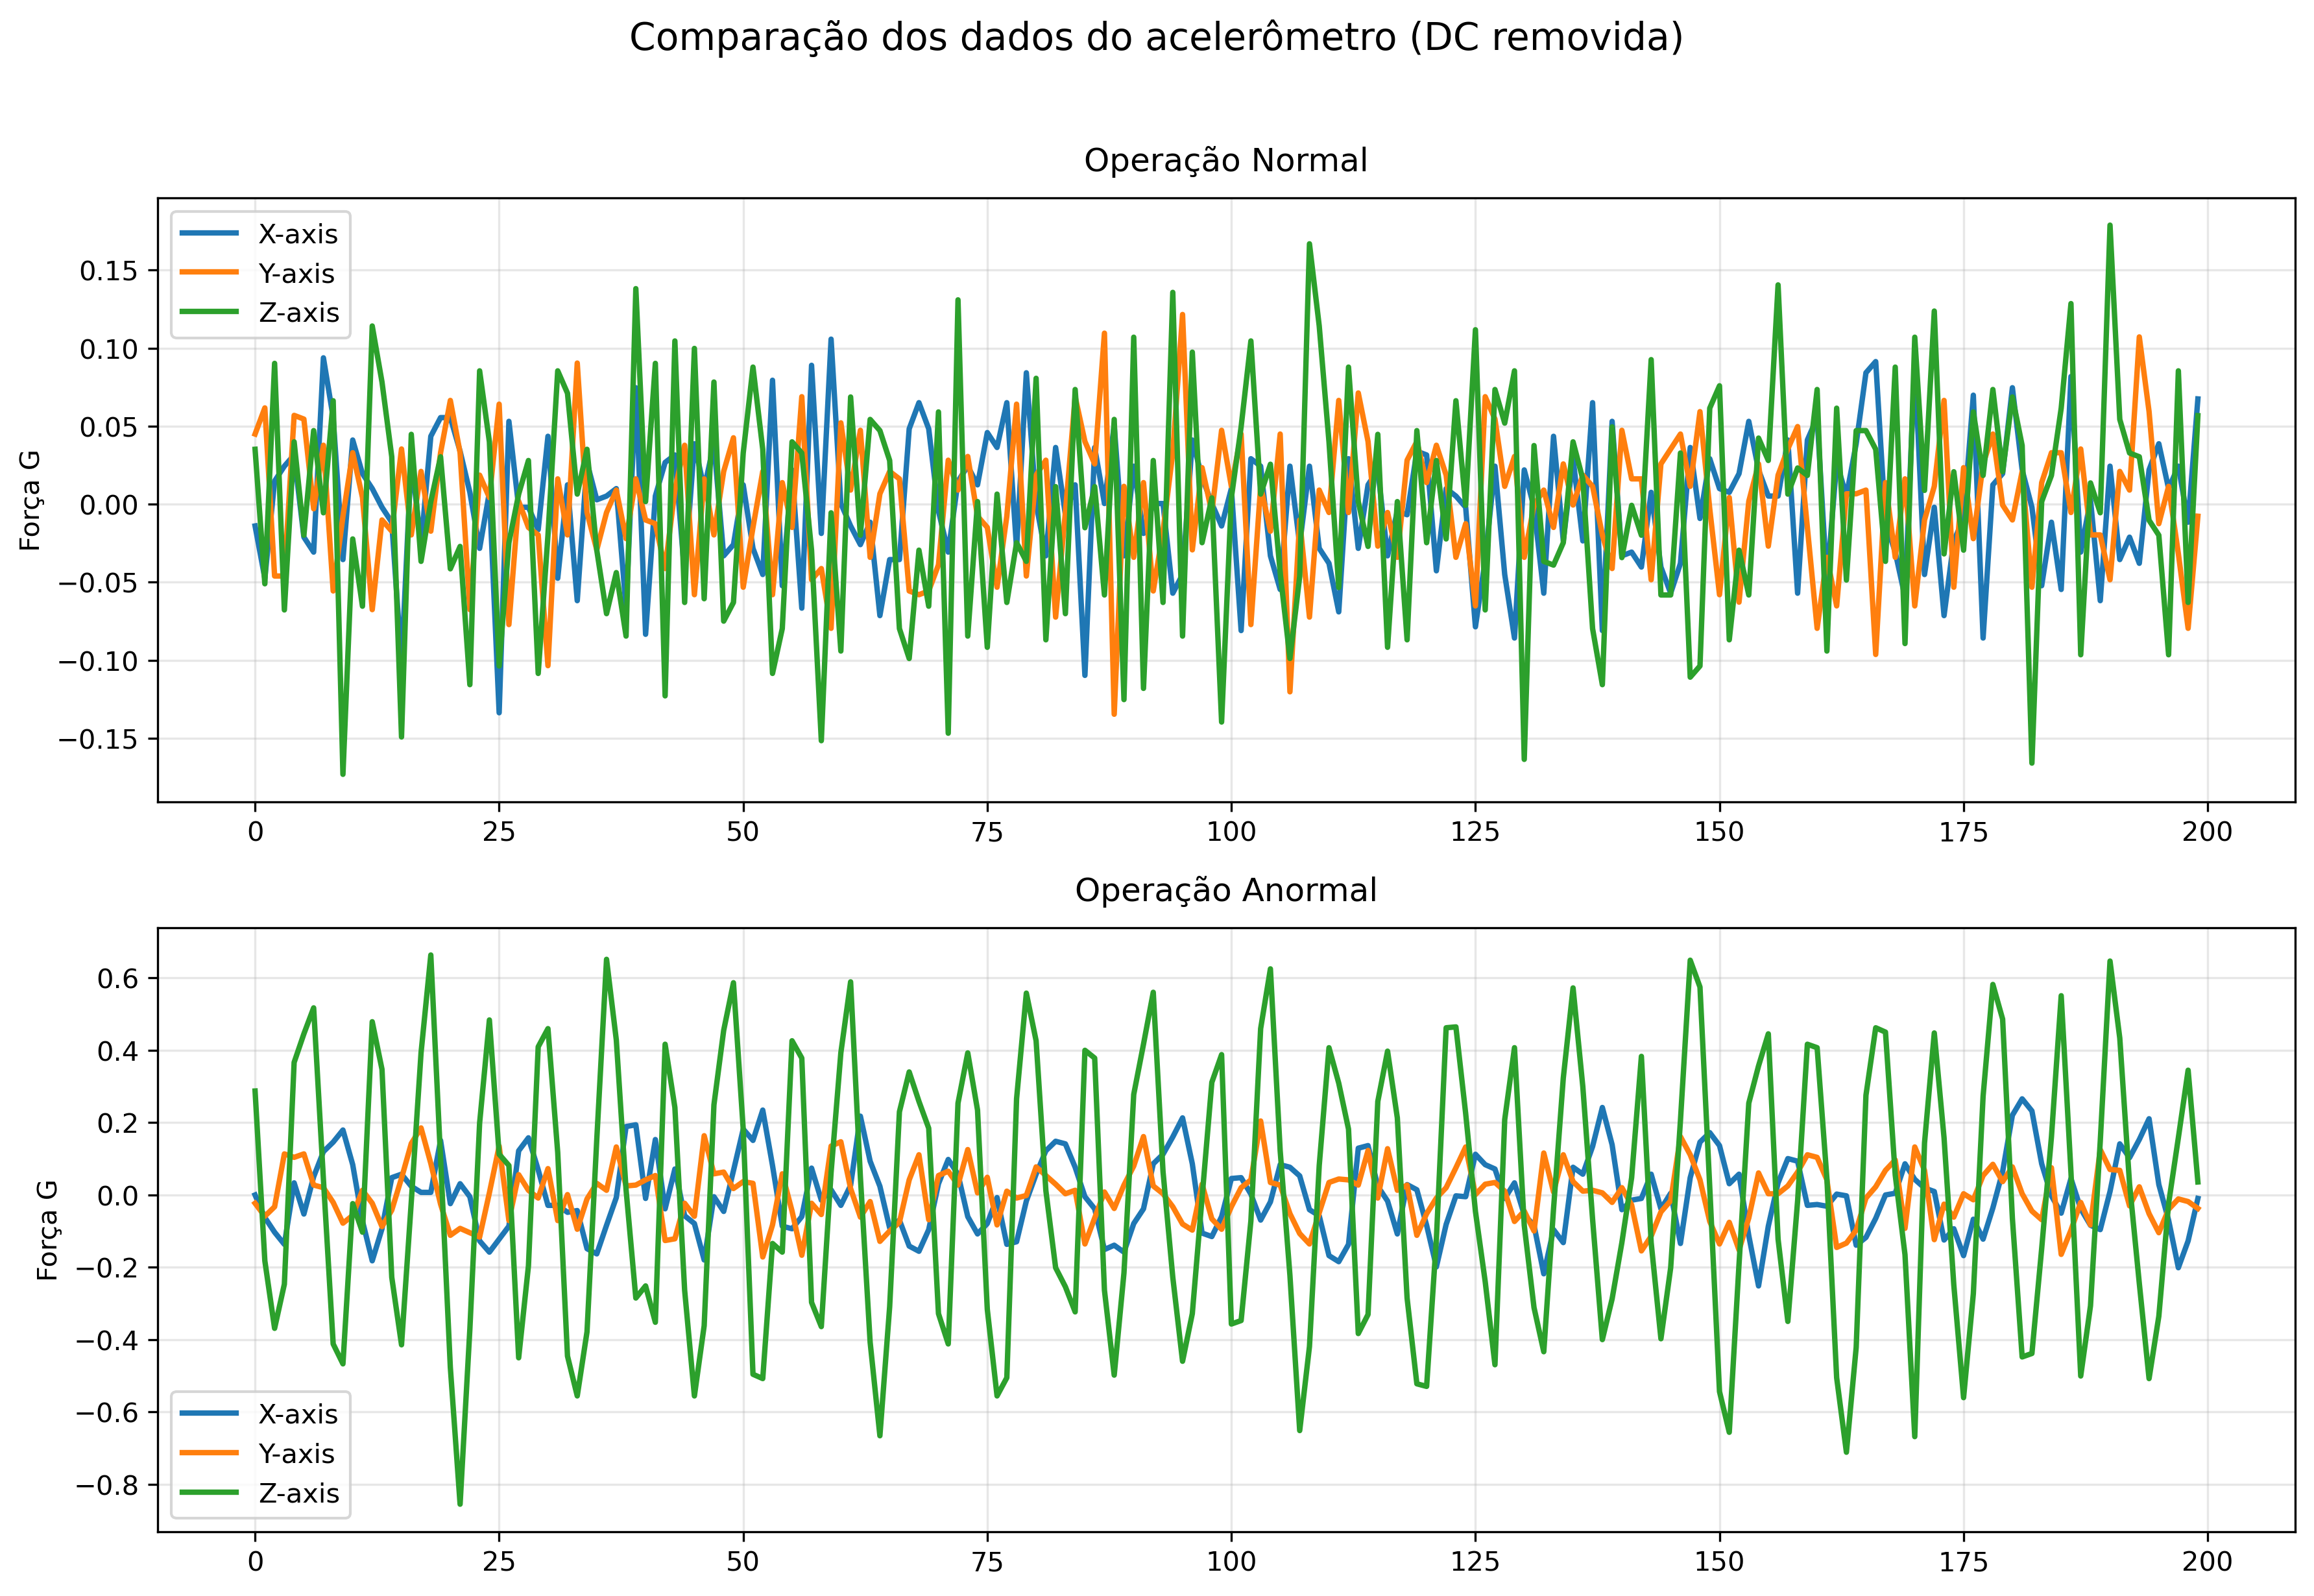 Comparação dos dados do acelerômetro (DC removida)
Operação Normal
X-axis
Y-axis
Z-axis
Força G
0.15
0.10
0.05
0.00
−0.05
−0.10
−0.15
0 25 50 75 100 125 150 175 200
Operação Anormal
Força G
0.6
0.4
0.2
0.0
−0.2
−0.4
−0.6
−0.8
X-axis
Y-axis
Z-axis
0 25 50 75 100 125 150 175 200